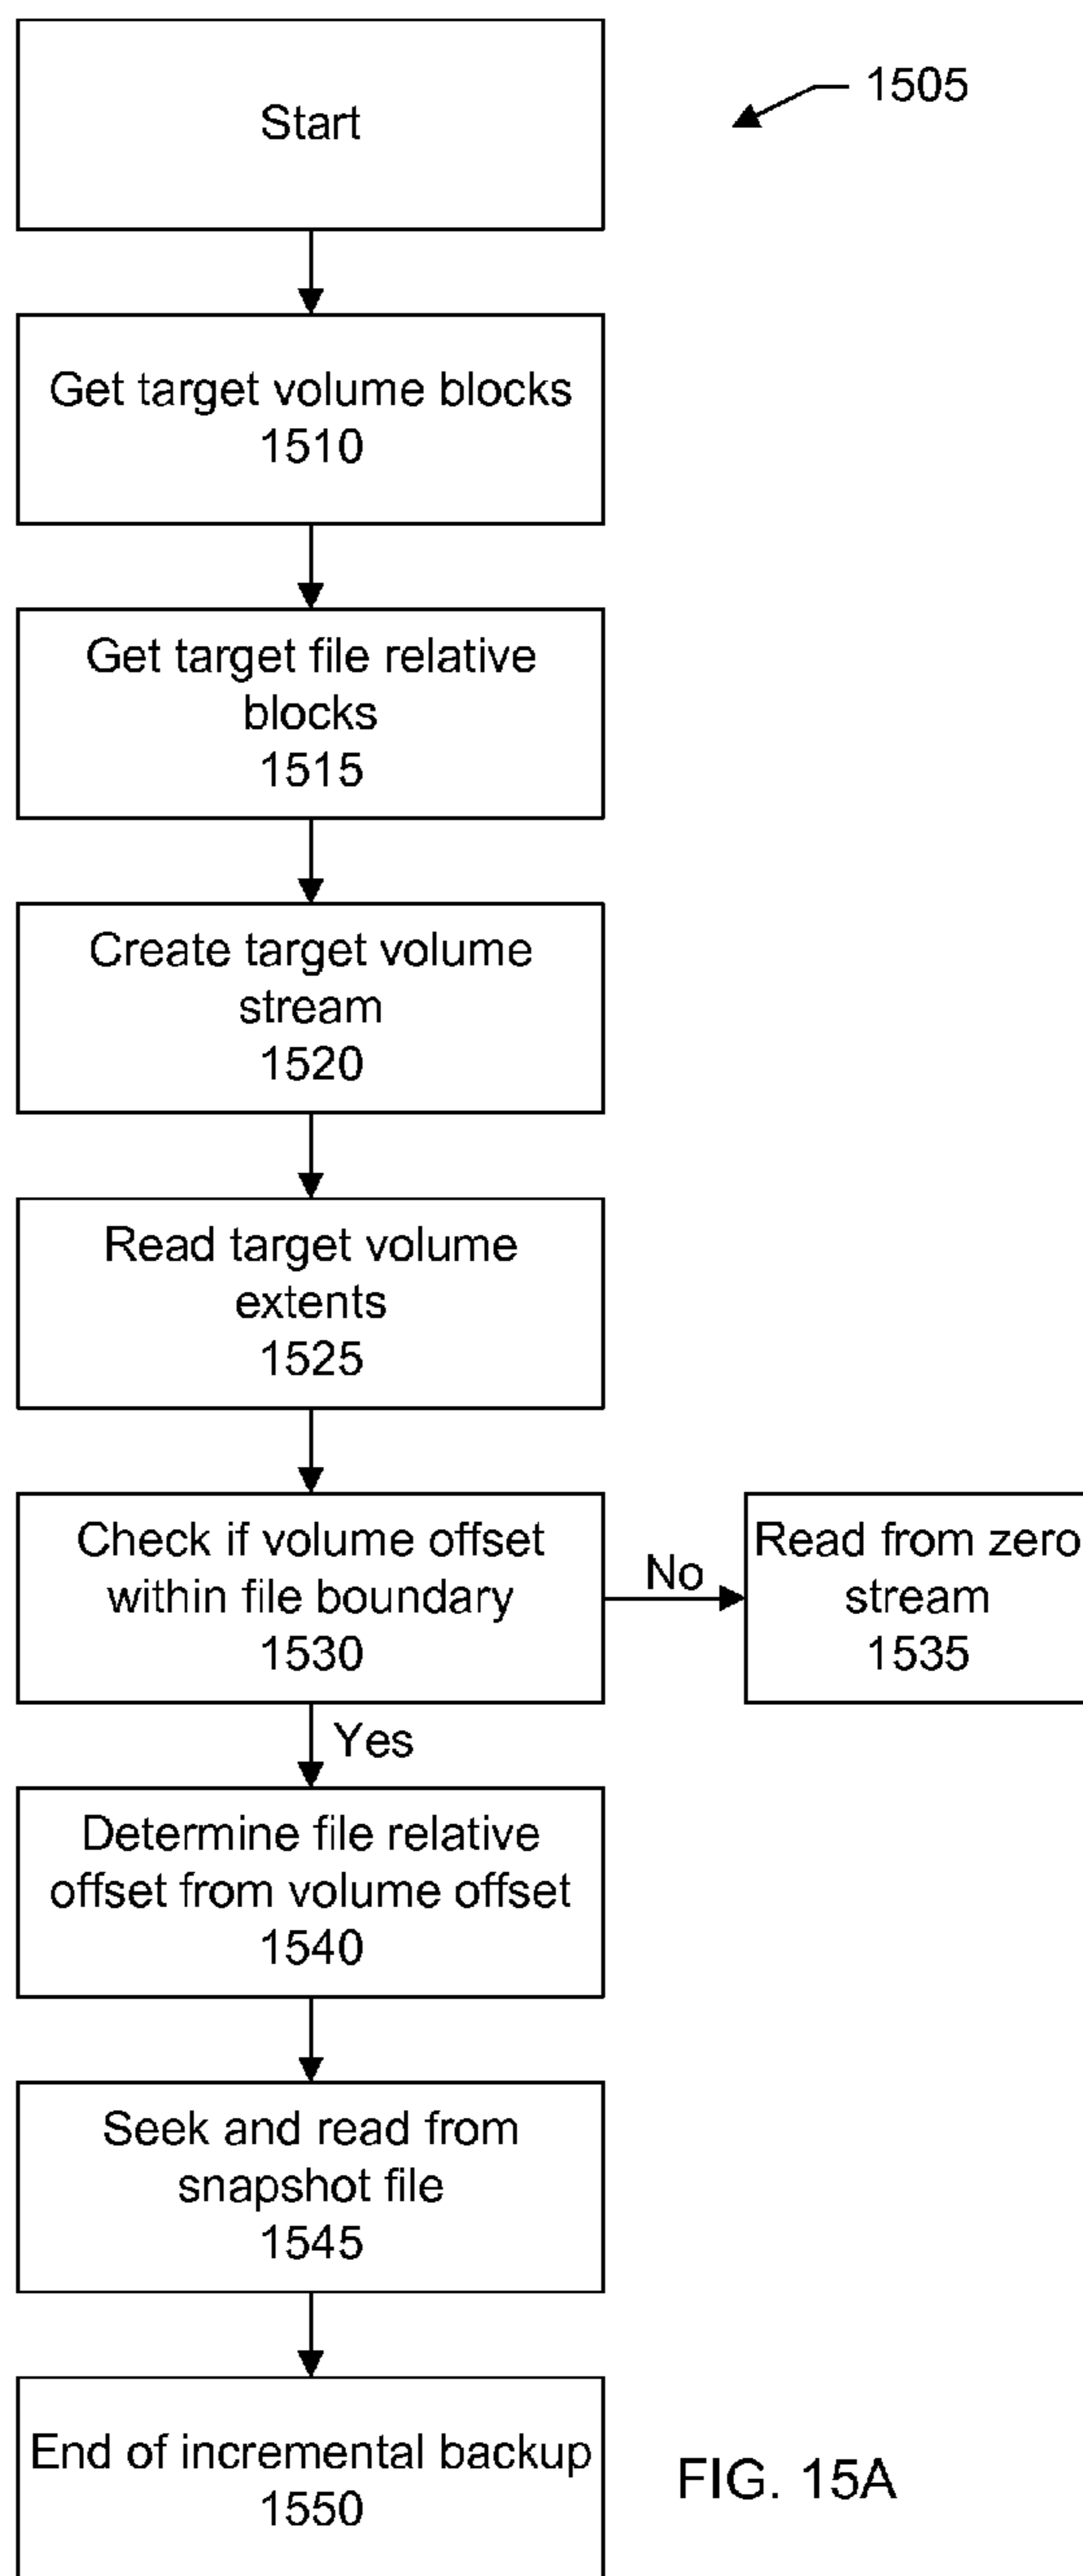 Start
1505
Get target volume blocks
1510
Get target file relative
blocks
1515
Create target volume
stream
1520
Read target volume
extents
1525
Check if volume offset
within file boundary
1530
No
Read from zero
stream
1535
Yes
Determine file relative
offset from volume offset
1540
Seek and read from
snapshot file
1545
End of incremental backup
1550
FIG. 15A